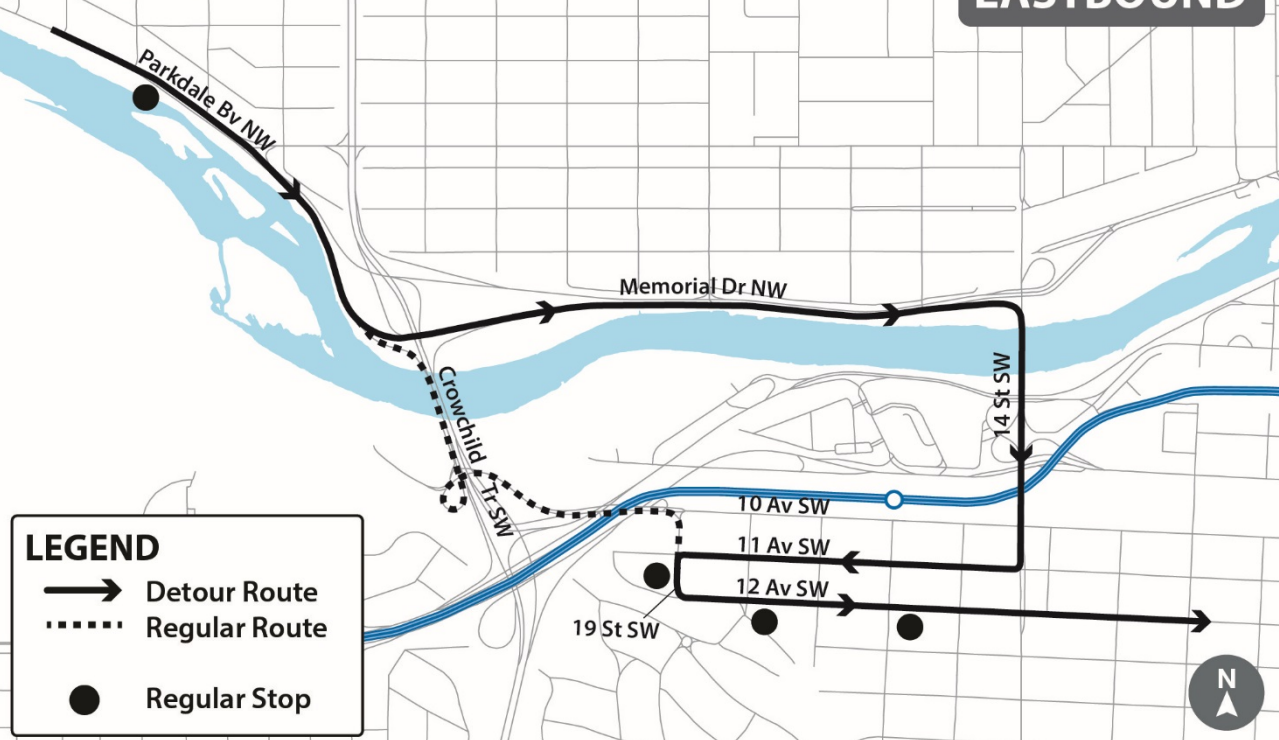 EASTBOUND
Parkdale Bv NW
Memorial Dr NW
Crowchild Tr SW
14 St SW
10 Av SW
11 Av SW
12 Av SW
19 St SW
LEGEND
Detour Route
Regular Route
Regular Stop
N